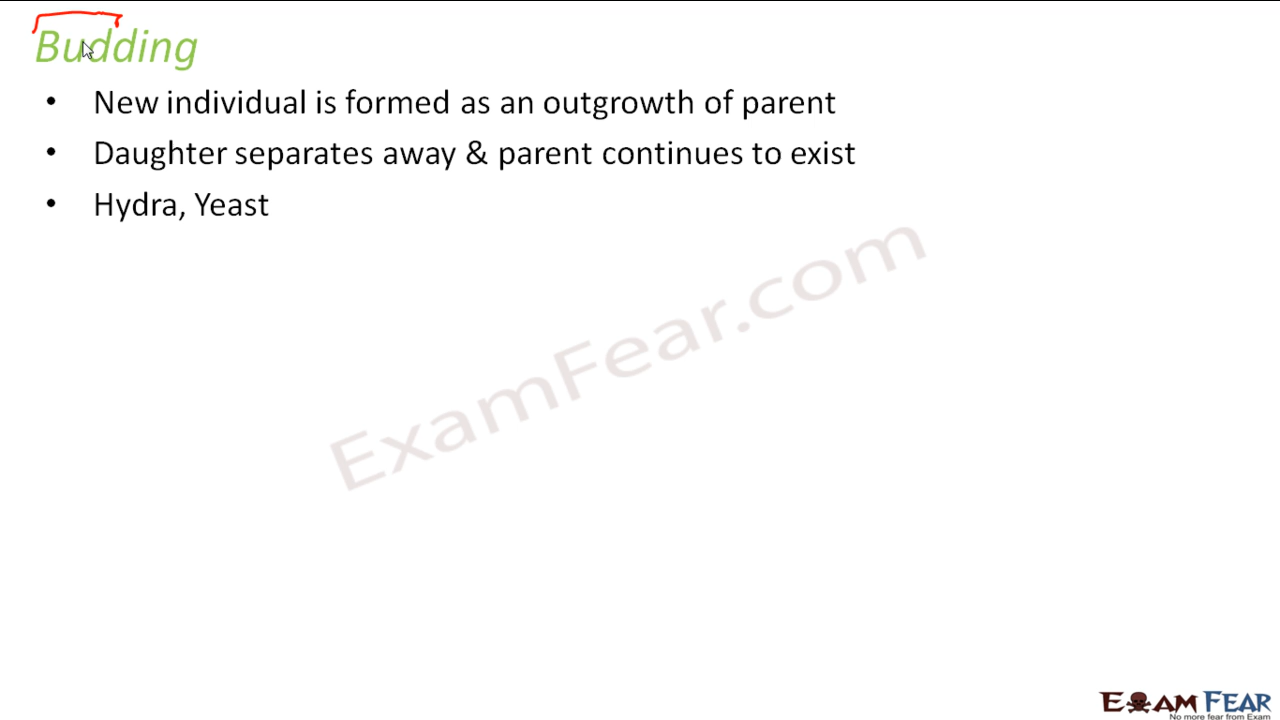 Budding
• New individual is formed as an outgrowth of parent
• Daughter separates away & parent continues to exist
• Hydra, Yeast
ExamFear.com
EXAM FEAR
No more fear from Exam